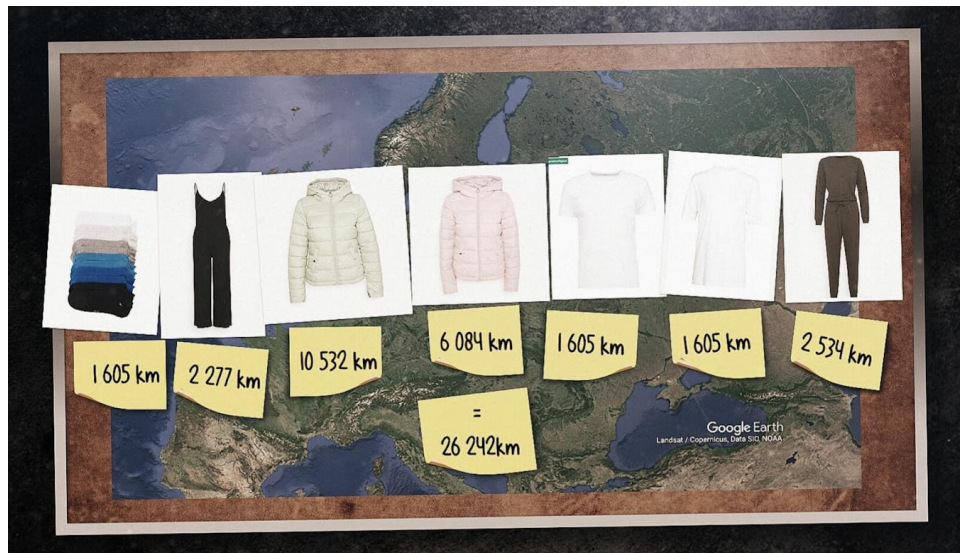 1 605 km
2 277 km
10 532 km
6 084 km
1 605 km
1 605 km
2 534 km
=
26 242km
Google Earth
Landsat / Copernicus, Data SIO, NOAA